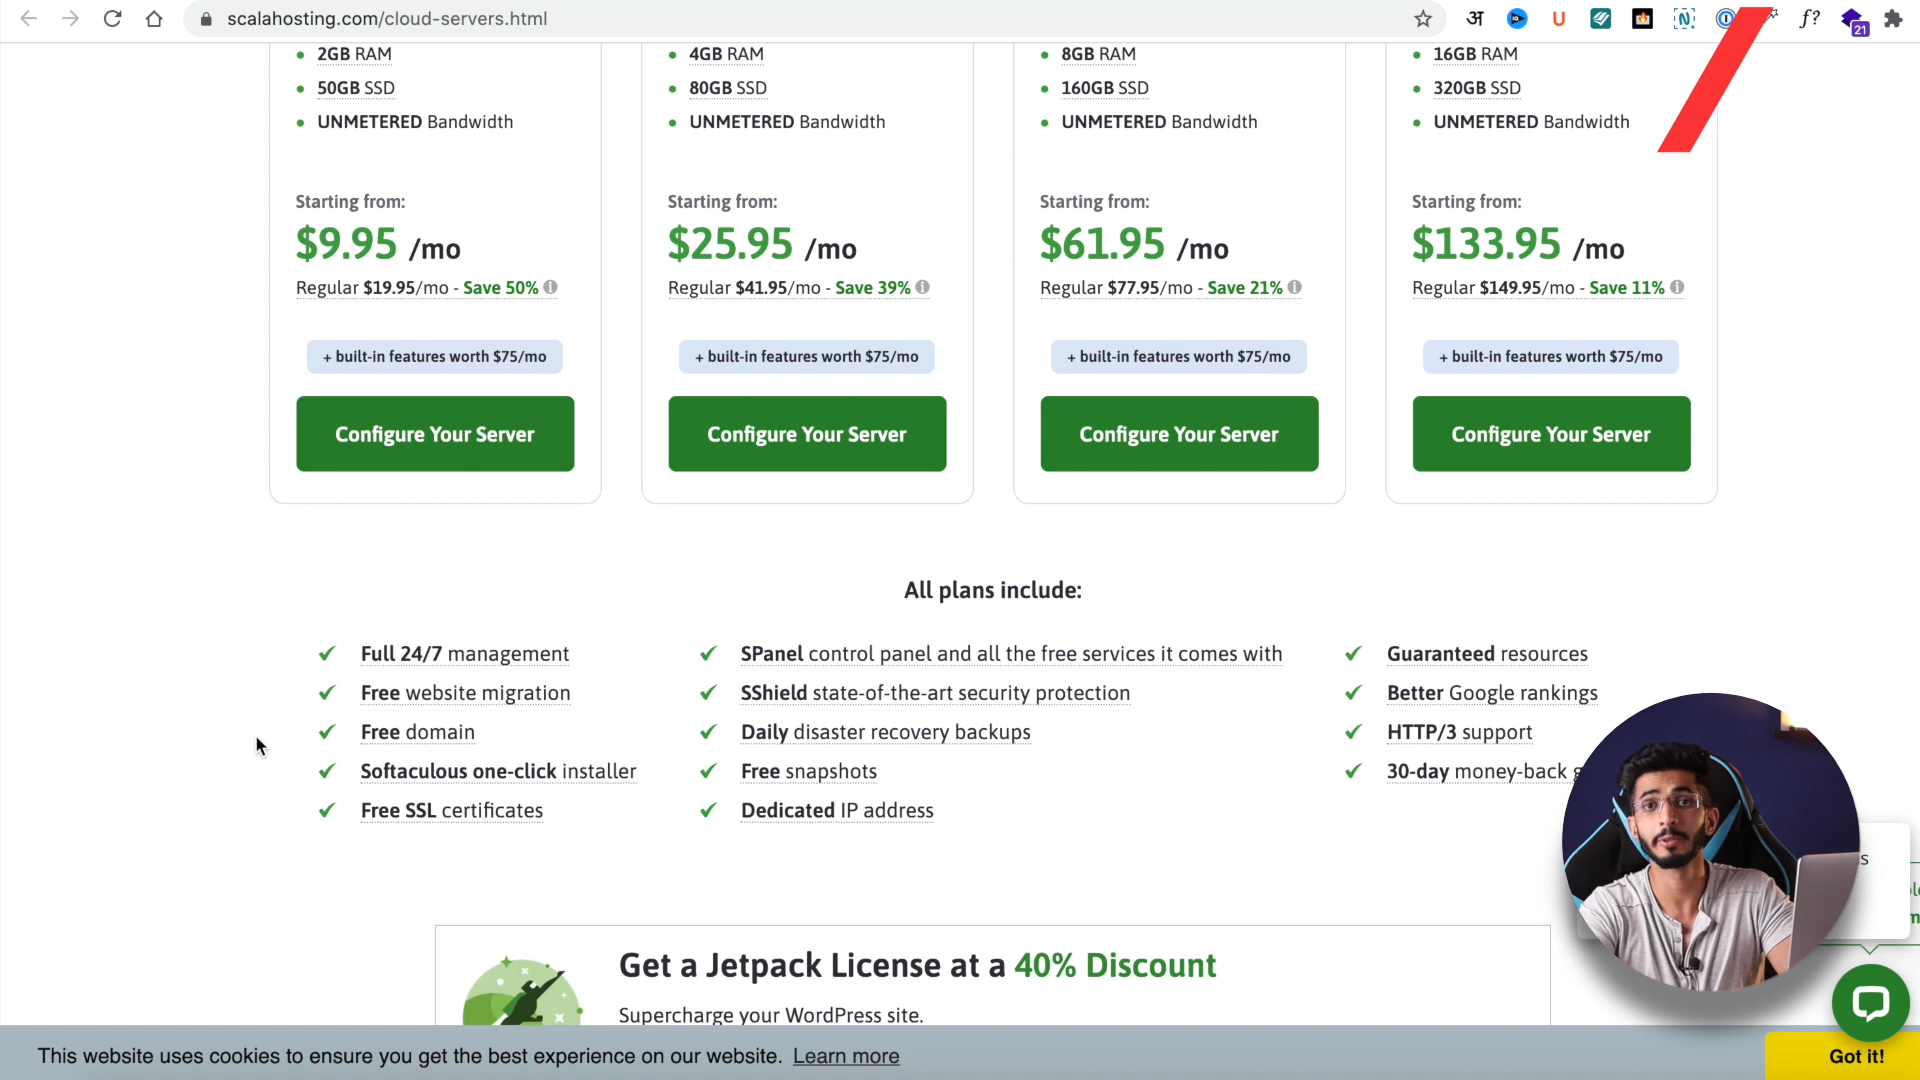 scalahosting.com/cloud-servers.html
अ
U
N
f?
21
2GB RAM
50GB SSD
UNMETERED Bandwidth
Starting from:
$9.95 /mo
Regular $19.95/mo - Save 50%
+ built-in features worth $75/mo
Configure Your Server
4GB RAM
80GB SSD
UNMETERED Bandwidth
Starting from:
$25.95 /mo
Regular $41.95/mo - Save 39%
+ built-in features worth $75/mo
Configure Your Server
8GB RAM
160GB SSD
UNMETERED Bandwidth
Starting from:
$61.95 /mo
Regular $77.95/mo - Save 21%
+ built-in features worth $75/mo
Configure Your Server
16GB RAM
320GB SSD
UNMETERED Bandwidth
Starting from:
$133.95 /mo
Regular $149.95/mo - Save 11%
+ built-in features worth $75/mo
Configure Your Server
All plans include:
Full 24/7 management
Free website migration
Free domain
Softaculous one-click installer
Free SSL certificates
SPanel control panel and all the free services it comes with
SShield state-of-the-art security protection
Daily disaster recovery backups
Free snapshots
Dedicated IP address
Guaranteed resources
Better Google rankings
HTTP/3 support
30-day money-back
Get a Jetpack License at a 40% Discount
Supercharge your WordPress site.
This website uses cookies to ensure you get the best experience on our website. Learn more
Got it!